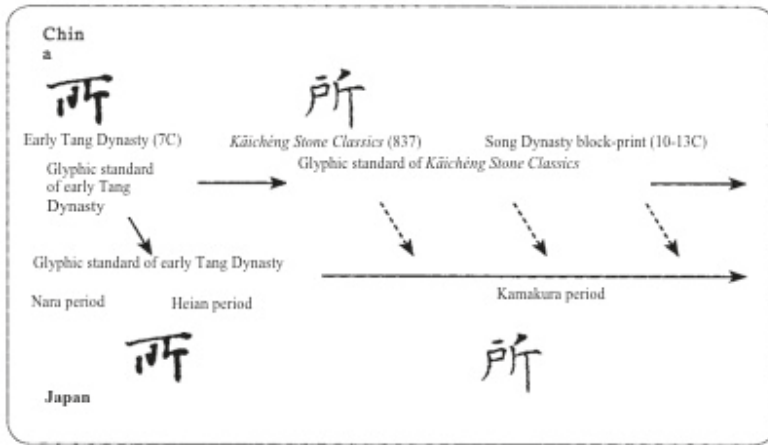 Chin
a
所 所
Early Tang Dynasty (7C) Kāichéng Stone Classics (837) Song Dynasty block-print (10-13C)
Glyphic standard of Kāichéng Stone Classics
Glyphic standard
of early Tang
Dynasty
Glyphic standard of early Tang Dynasty
Nara period Heian period Kamakura period
所 所
Japan